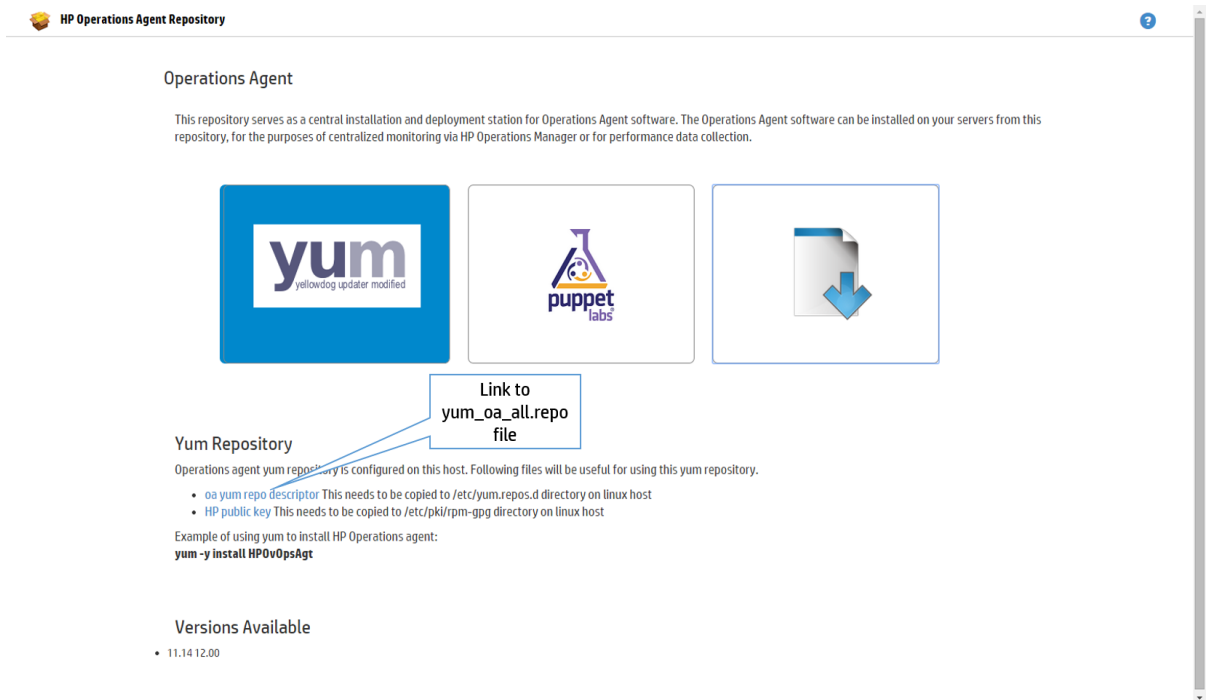 HP Operations Agent Repository
?
Operations Agent
This repository serves as a central installation and deployment station for Operations Agent software. The Operations Agent software can be installed on your servers from this
repository, for the purposes of centralized monitoring via HP Operations Manager or for performance data collection.
yum
yellowdog updater modified
puppet
labs
Link to
yum_oa_all.repo
file
Yum Repository
Operations agent yum repository is configured on this host. Following files will be useful for using this yum repository.
• oa yum repo descriptor This needs to be copied to /etc/yum.repos.d directory on linux host
• HP public key This needs to be copied to /etc/pki/rpm-gpg directory on linux host
Example of using yum to install HP Operations agent:
yum -y install HPOvOpsAgt
Versions Available
• 11.14 12.00